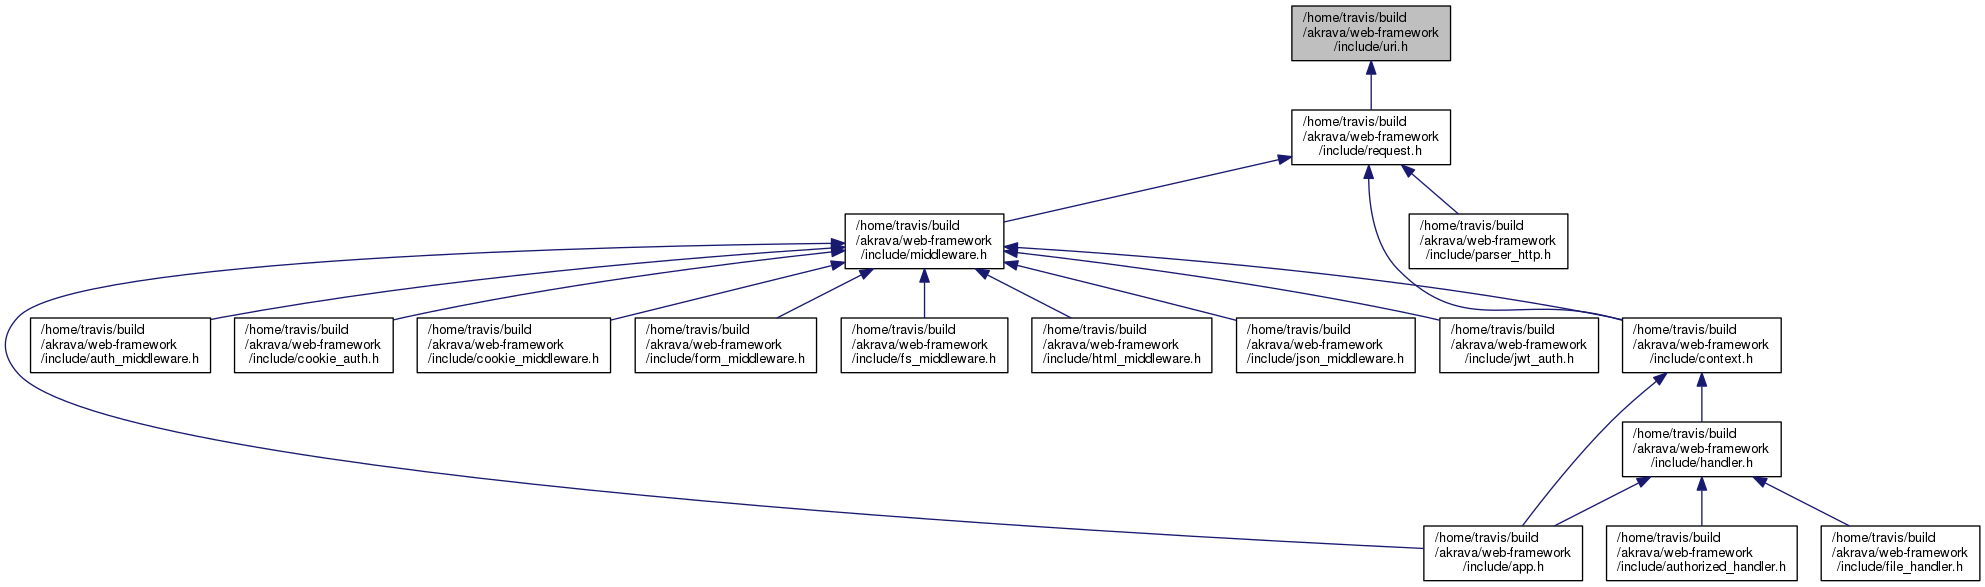 /home/travis/build
/akrava/web-framework
/include/uri.h
/home/travis/build
/akrava/web-framework
/include/request.h
/home/travis/build
/akrava/web-framework
/include/middleware.h
/home/travis/build
/akrava/web-framework
/include/parser_http.h
/home/travis/build
/akrava/web-framework
/include/auth_middleware.h
/home/travis/build
/akrava/web-framework
/include/cookie_auth.h
/home/travis/build
/akrava/web-framework
/include/cookie_middleware.h
/home/travis/build
/akrava/web-framework
/include/form_middleware.h
/home/travis/build
/akrava/web-framework
/include/fs_middleware.h
/home/travis/build
/akrava/web-framework
/include/html_middleware.h
/home/travis/build
/akrava/web-framework
/include/json_middleware.h
/home/travis/build
/akrava/web-framework
/include/jwt_auth.h
/home/travis/build
/akrava/web-framework
/include/context.h
/home/travis/build
/akrava/web-framework
/include/handler.h
/home/travis/build
/akrava/web-framework
/include/app.h
/home/travis/build
/akrava/web-framework
/include/authorized_handler.h
/home/travis/build
/akrava/web-framework
/include/file_handler.h